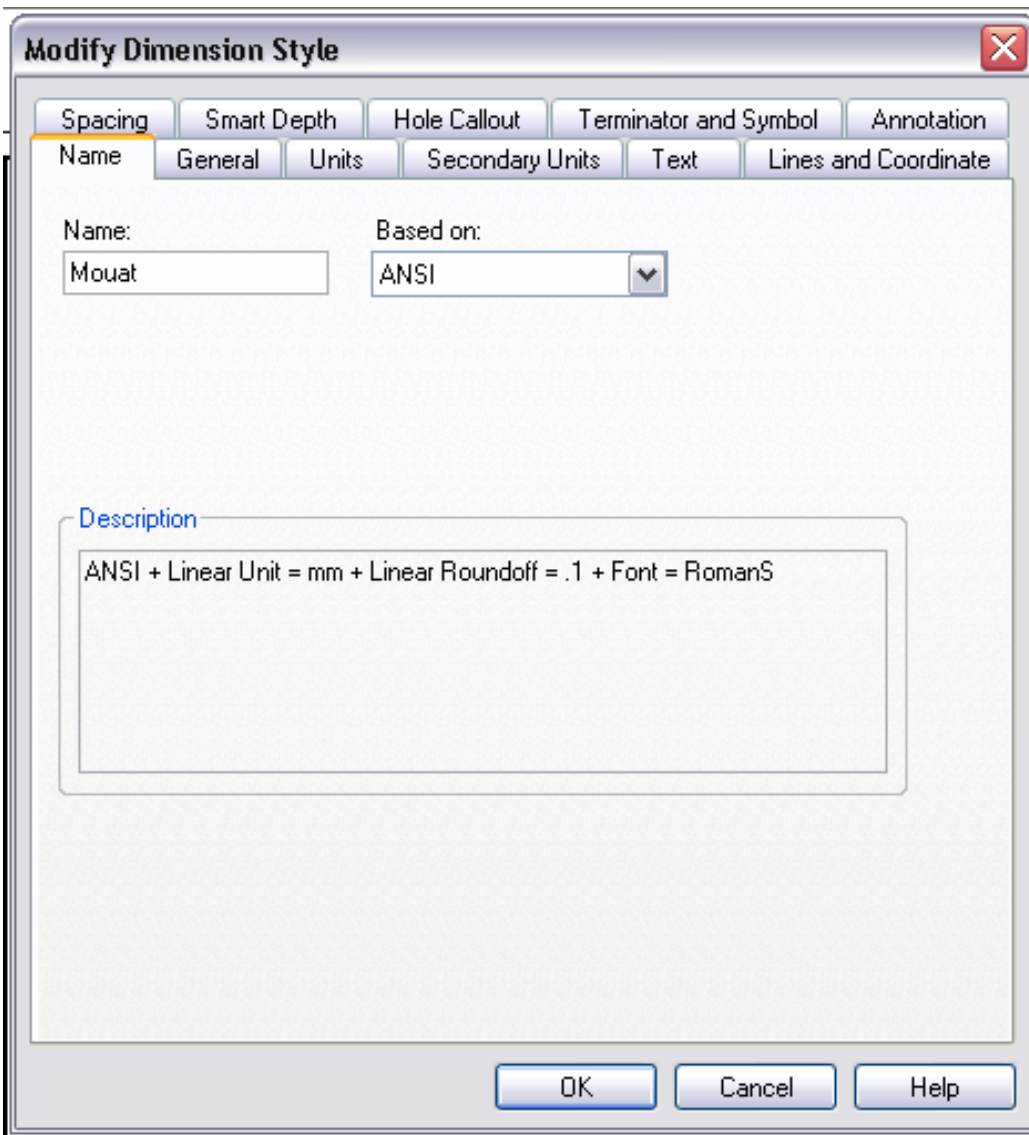 Modify Dimension Style
Spacing Smart Depth Hole Callout Terminator and Symbol Annotation
Name General Units Secondary Units Text Lines and Coordinate
Name: Based on:
Mouat ANSI
Description
ANSI + Linear Unit = mm + Linear Roundoff = .1 + Font = RomanS
OK Cancel Help